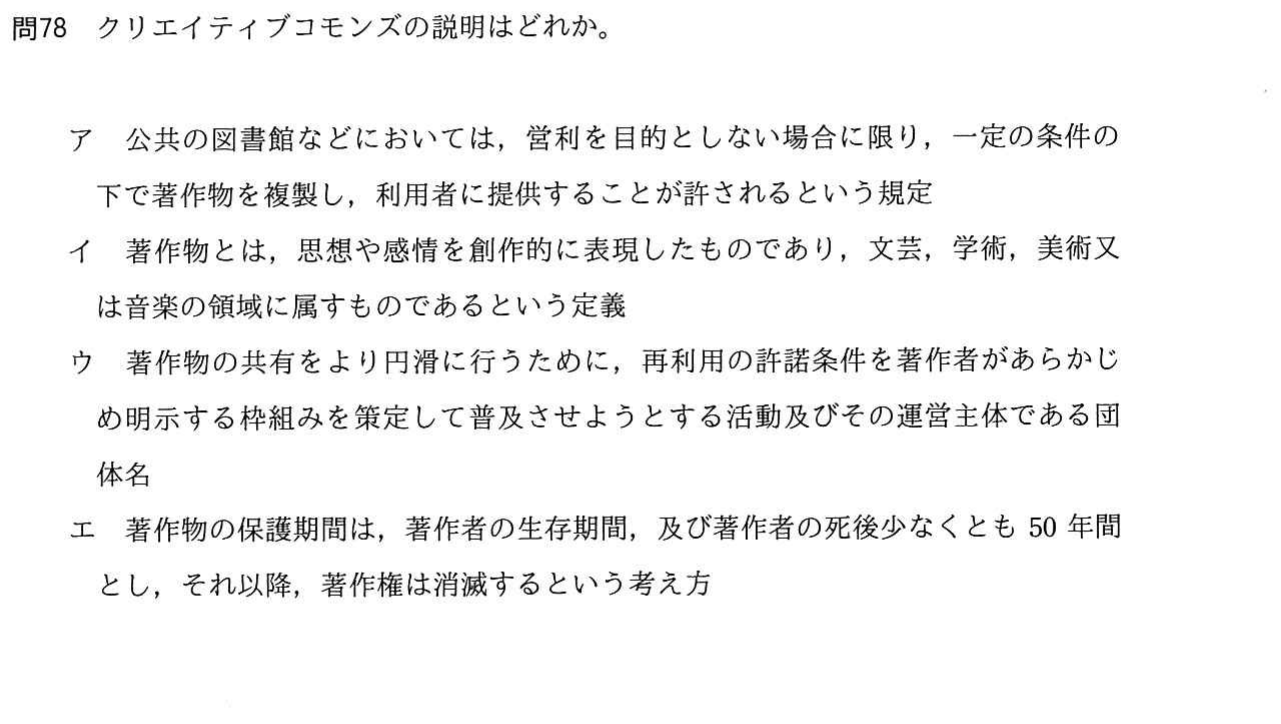 問78 クリエイティブコモンズの説明はどれか。
ア 公共の図書館などにおいては，営利を目的としない場合に限り，一定の条件の
下で著作物を複製し，利用者に提供することが許されるという規定
イ 著作物とは，思想や感情を創作的に表現したものであり，文芸，学術，美術又
は音楽の領域に属すものであるという定義
ウ 著作物の共有をより円滑に行うために，再利用の許諾条件を著作者があらかじ
め明示する枠組みを策定して普及させようとする活動及びその運営主体である団
体名
エ 著作物の保護期間は，著作者の生存期間，及び著作者の死後少なくとも 50 年間
とし，それ以降，著作権は消滅するという考え方